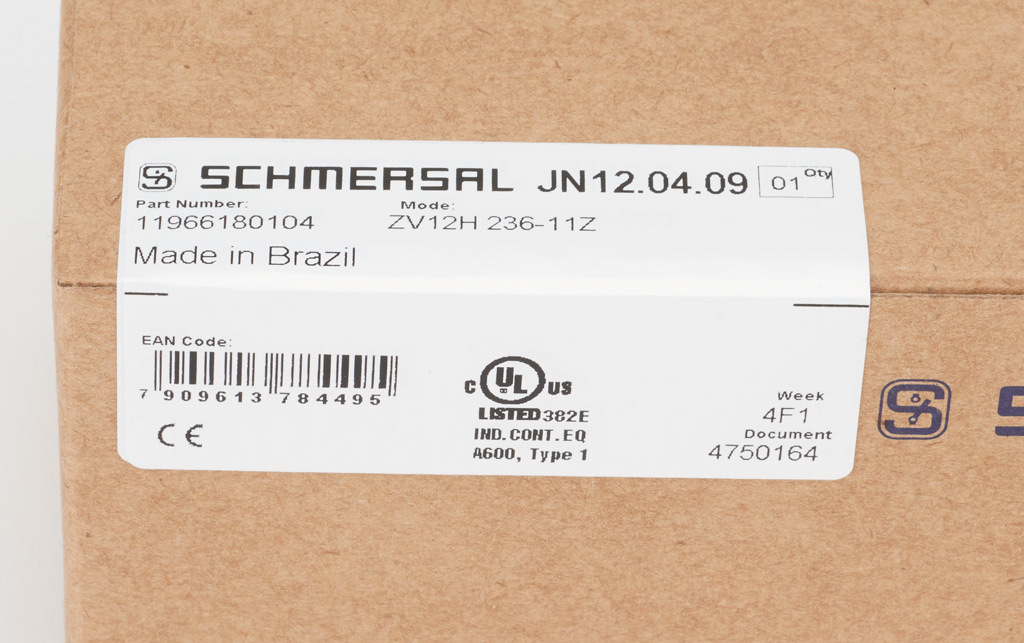 S SCHMERSAL JN12.04.09 01 Qty
Part Number: Mode:
11966180104 ZV12H 236-11Z
Made in Brazil
EAN Code:
7 909613 784495
CE
C UL US
LISTED 382E
IND. CONT. EQ
A600, Type 1
Week
4F1
Document
4750164
S